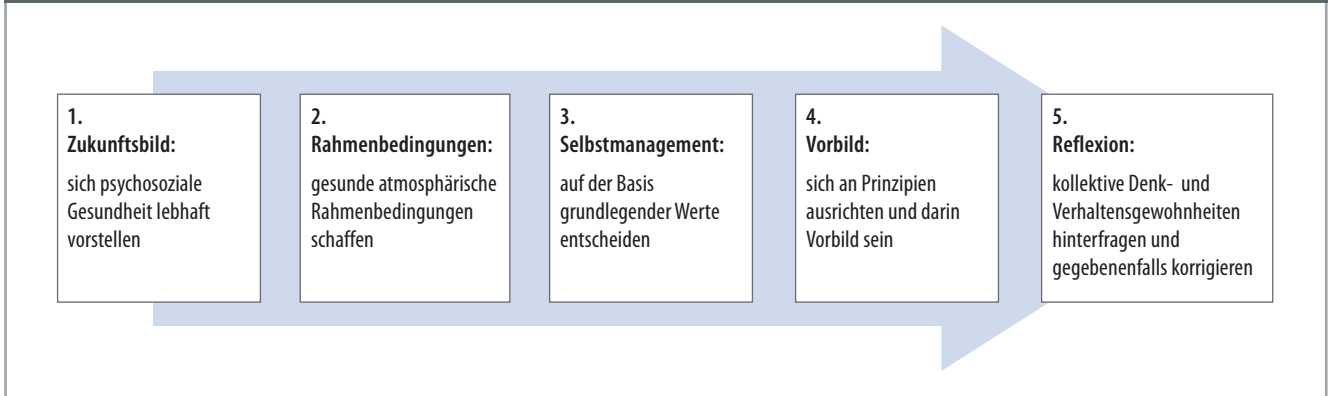 1.
Zukunftsbild:
sich psychosoziale
Gesundheit lebhaft
vorstellen
2.
Rahmenbedingungen:
gesunde atmosphärische
Rahmenbedingungen
schaffen
3.
Selbstmanagement:
auf der Basis
grundlegender Werte
entscheiden
4.
Vorbild:
sich an Prinzipien
ausrichten und darin
Vorbild sein
5.
Reflexion:
kollektive Denk- und
Verhaltensgewohnheiten
hinterfragen und
gegebenenfalls korrigieren